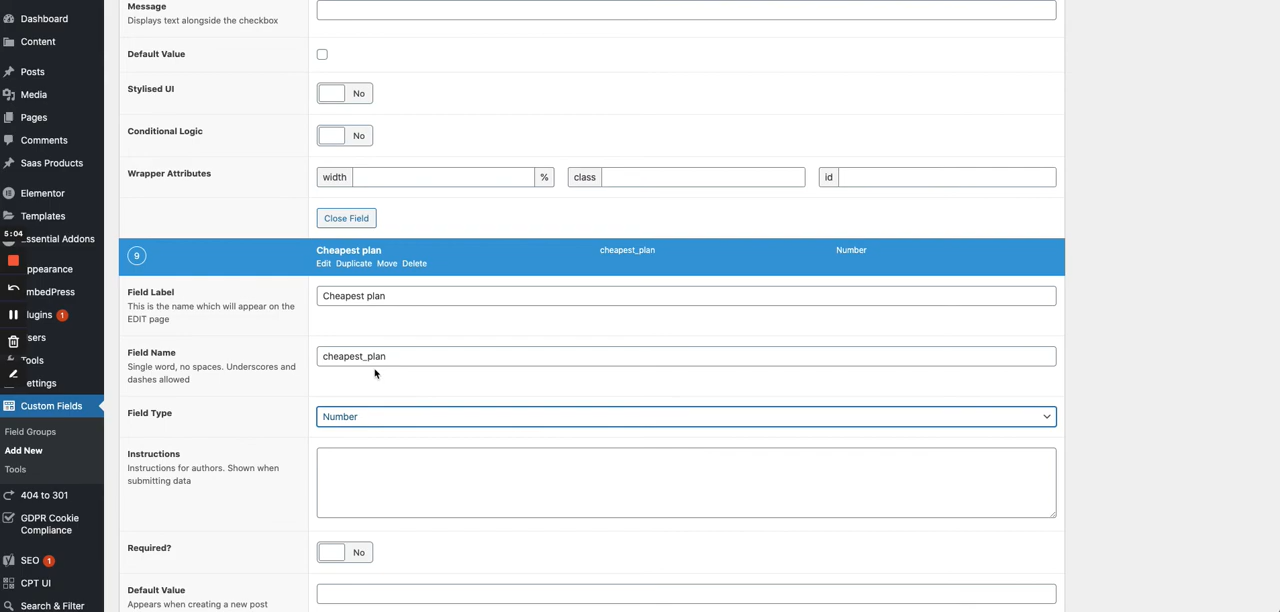 Dashboard
Content
Posts
Media
Pages
Comments
Saas Products
Elementor
Templates
5:04
ssential Addons
ppearance
mbedPress
lugins 1
sers
Tools
ettings
Custom Fields
Field Groups
Add New
Tools
404 to 301
GDPR Cookie
Compliance
SEO 1
CPT UI
Search & Filter
Message
Displays text alongside the checkbox
Default Value
Stylised UI
No
Conditional Logic
No
Wrapper Attributes
width % class id
Close Field
9 Cheapest plan cheapest_plan Number
Edit Duplicate Move Delete
Field Label
This is the name which will appear on the
EDIT page
Cheapest plan
Field Name
Single word, no spaces. Underscores and
dashes allowed
cheapest_plan
Field Type
Number
Instructions
Instructions for authors. Shown when
submitting data
Required?
No
Default Value
Appears when creating a new post